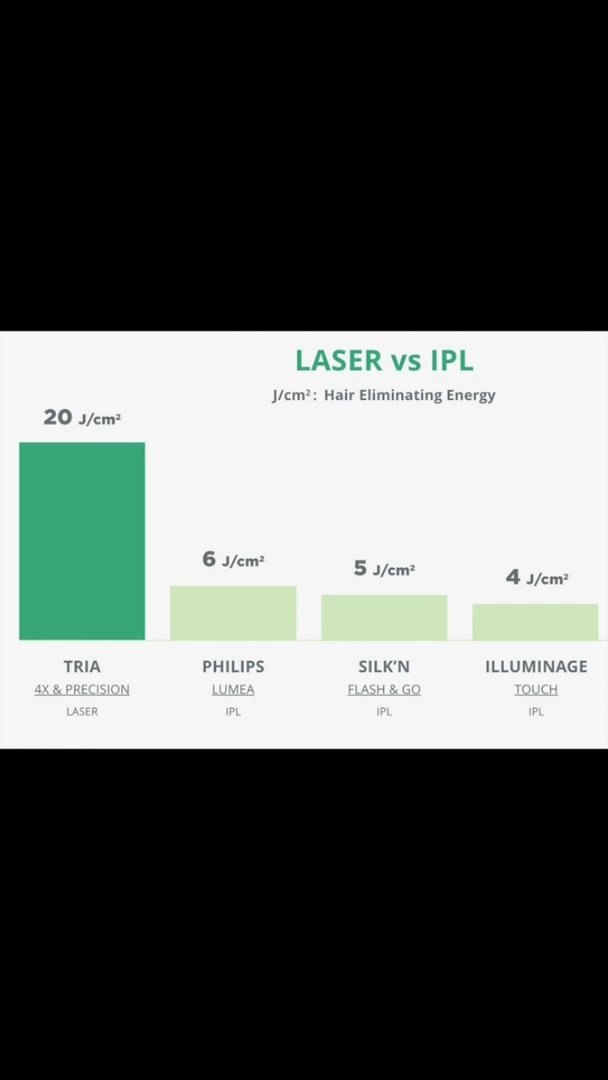 LASER vs IPL
J/cm²: Hair Eliminating Energy
20 J/cm²
6 J/cm²
5 J/cm²
4 J/cm²
TRIA
4X & PRECISION
LASER
PHILIPS
LUMEA
IPL
SILK’N
FLASH & GO
IPL
ILLUMINAGE
TOUCH
IPL